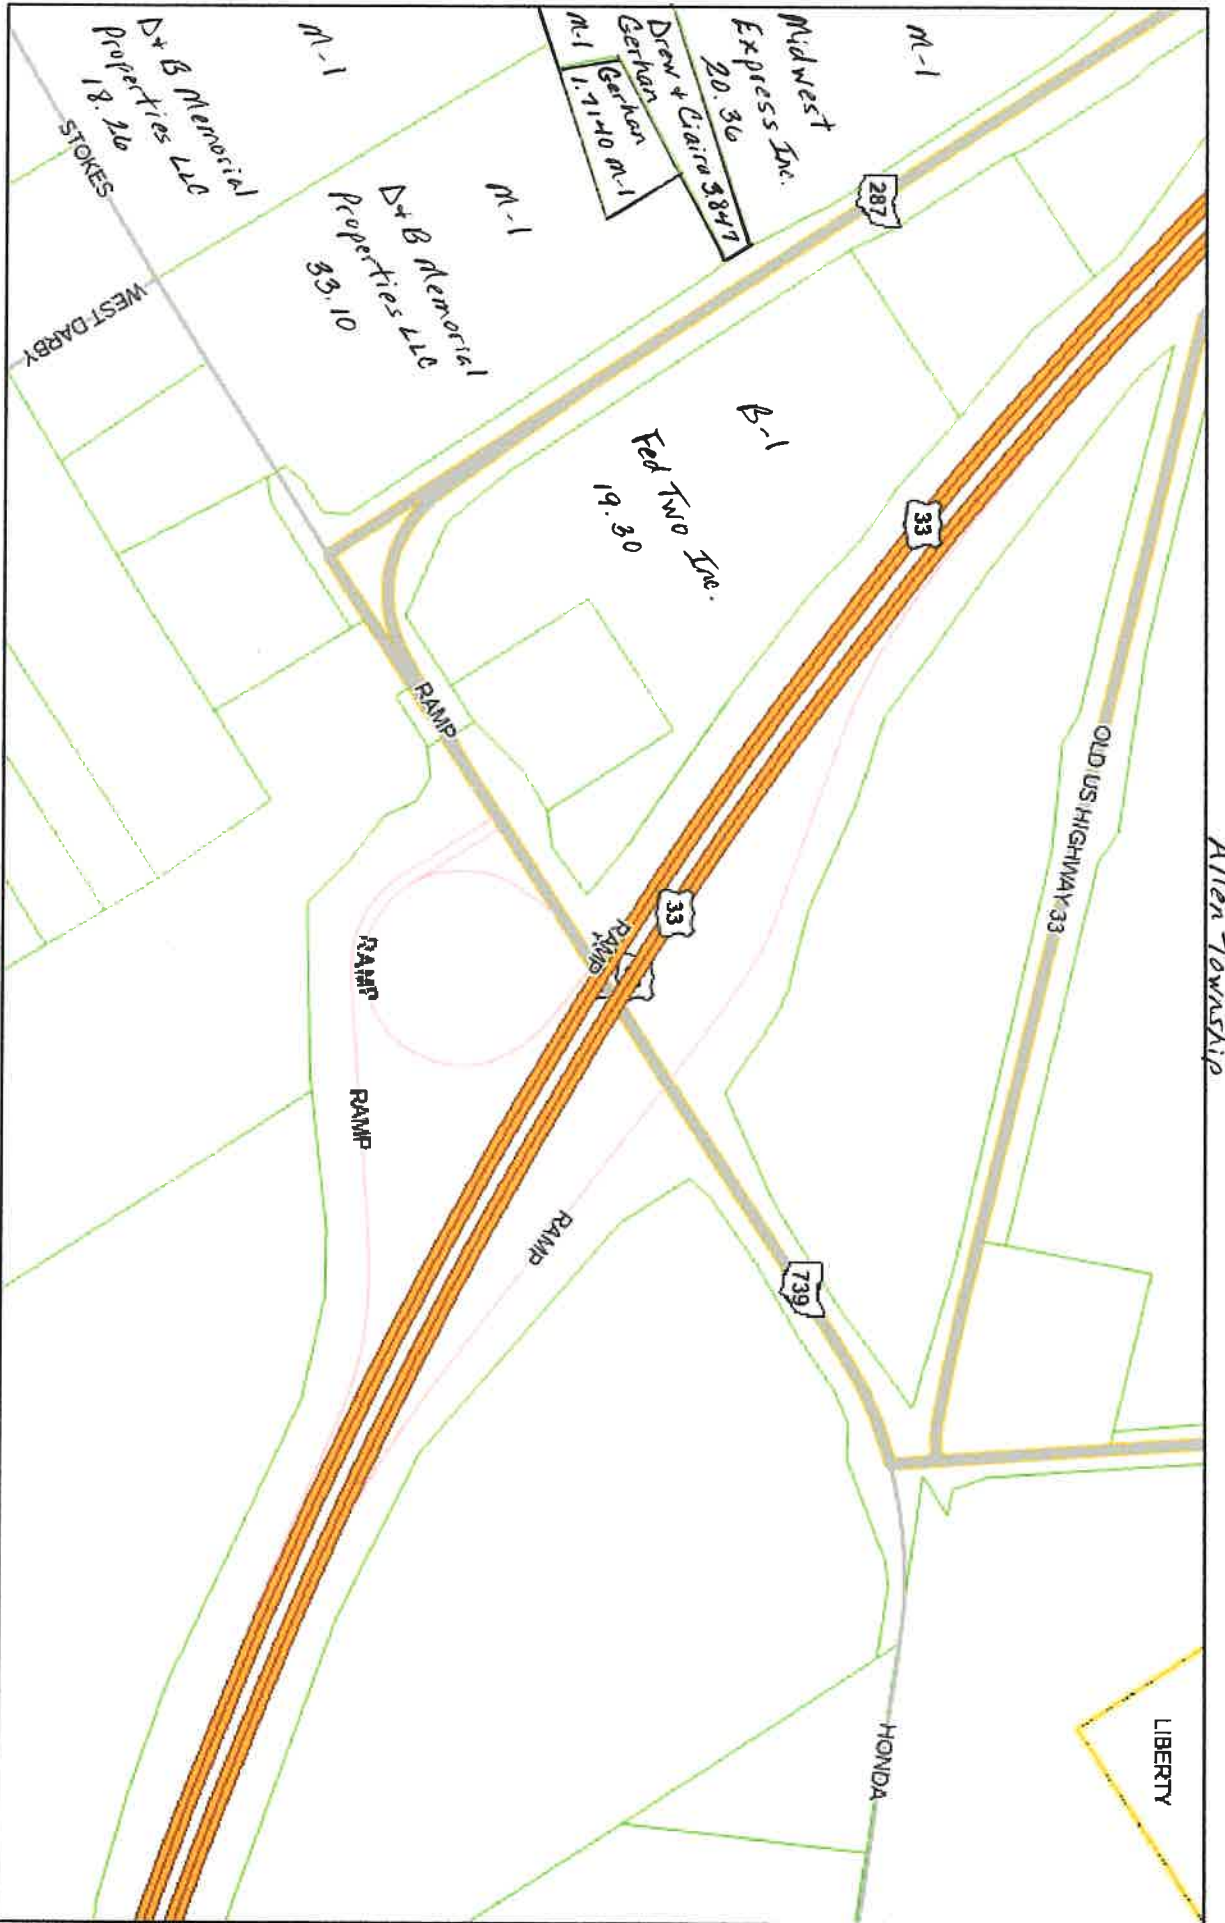 Allen Township
LIBERTY
OLD US HIGHWAY 33
M-1
33
287
739
HONDA
Midwest
Express Inc.
20.36
Drew + Ciaira 3.847
Gerhan
Gerhan
M-1 1.7140 M-1
B-1
Fed Two Inc.
19.30
33
RAMP
RAMP
M-1
D+B Memorial
Properties LLC
33.10
RAMP
RAMP
RAMP
M-1
D+B Memorial
Properties LLC
18.26
STOKES
WEST DARBY